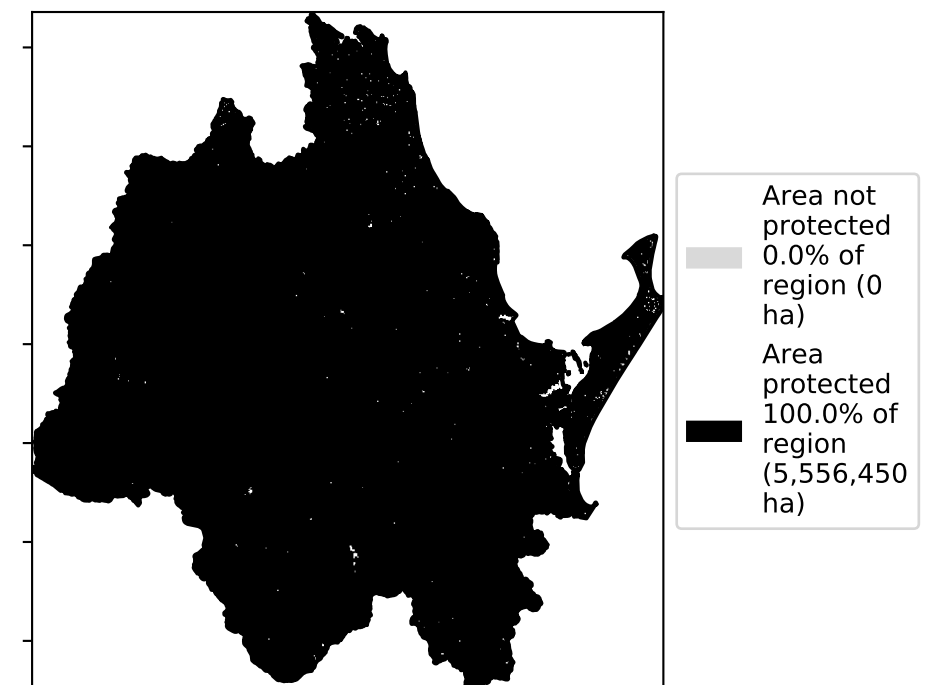 Area not
protected
0.0% of
region (0
ha)
Area
protected
100.0% of
region
(5,556,450
ha)